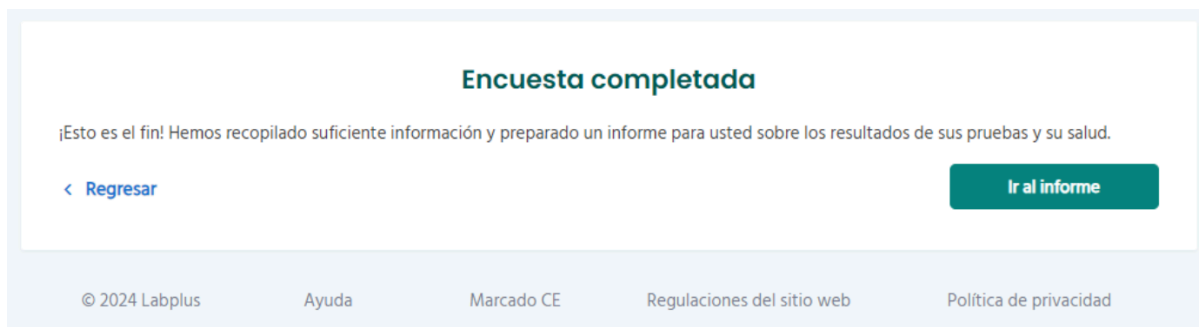 Encuesta completada
¡Esto es el fin! Hemos recopilado suficiente información y preparado un informe para usted sobre los resultados de sus pruebas y su salud.
< Regresar
Ir al informe
© 2024 Labplus Ayuda Marcado CE Regulaciones del sitio web Política de privacidad